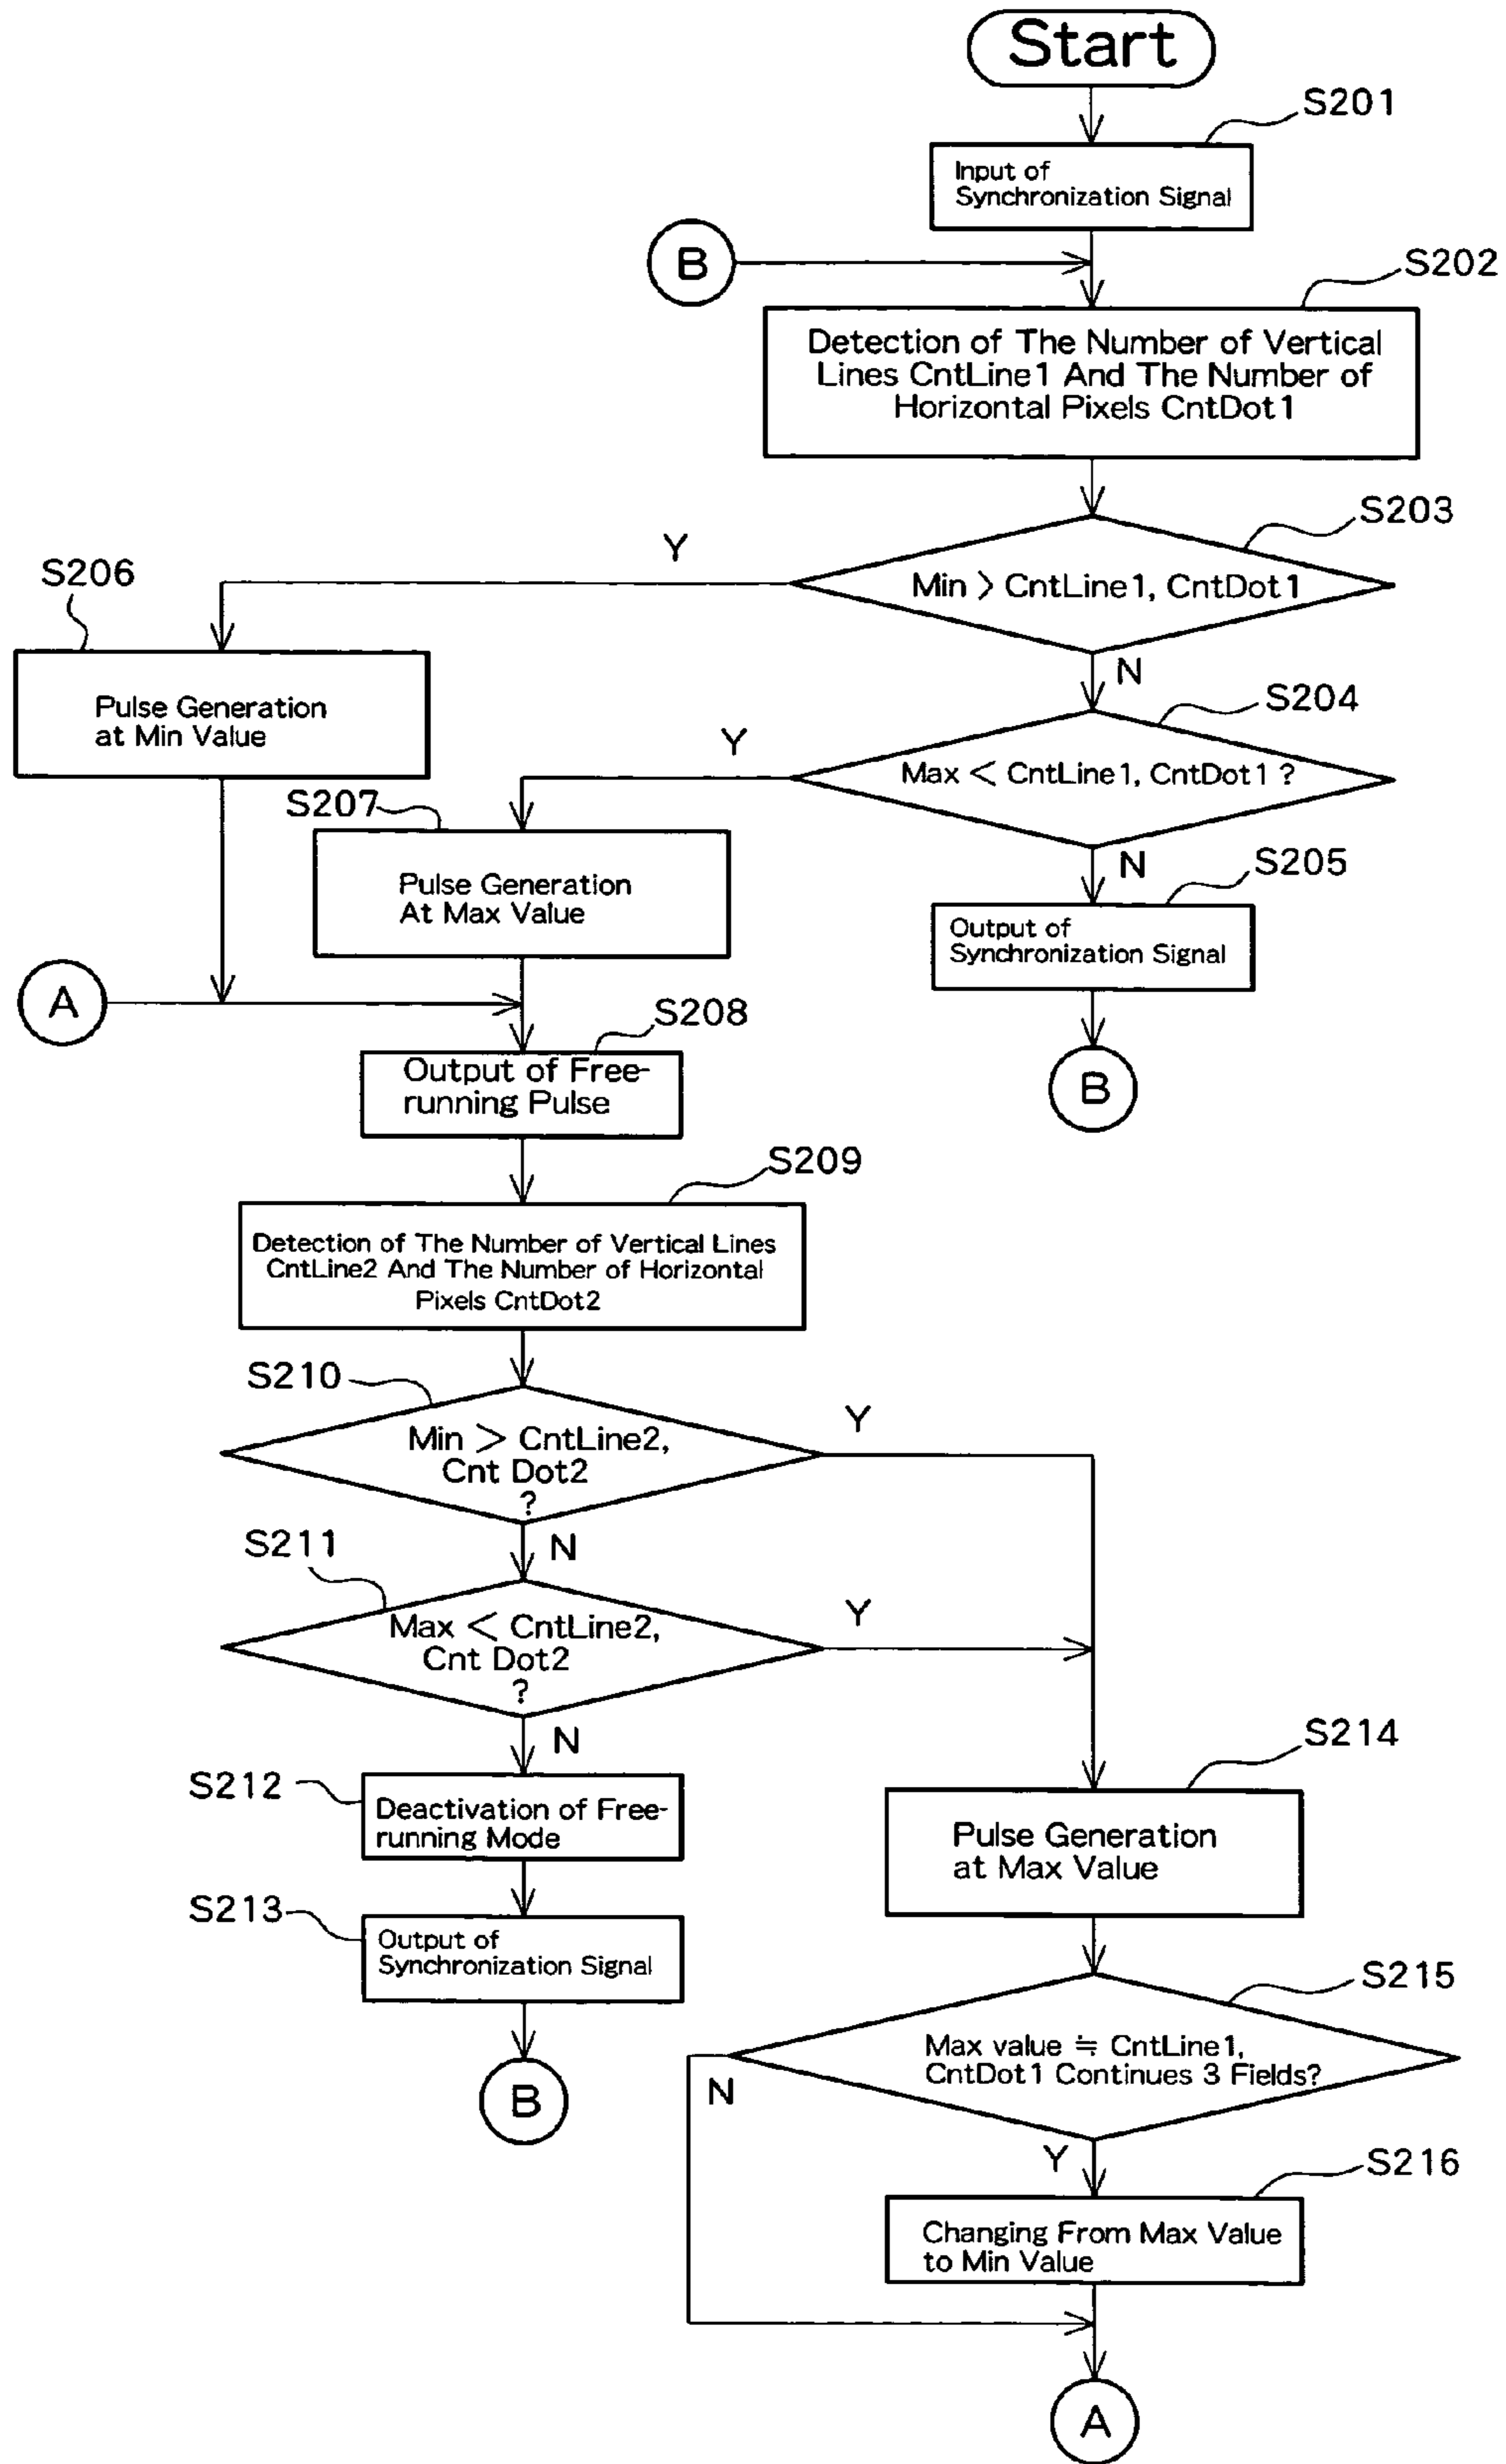 Start
S201
Input of
Synchronization Signal
B
S202
Detection of The Number of Vertical
Lines CntLine1 And The Number of
Horizontal Pixels CntDot1
S203
Y
Min > CntLine1, CntDot1
S206
N
Pulse Generation
at Min Value
S204
Y
Max < CntLine1, CntDot1 ?
S207
N
S205
Pulse Generation
At Max Value
Output of
Synchronization Signal
A
S208
Output of Free-
running Pulse
B
S209
Detection of The Number of Vertical Lines
CntLine2 And The Number of Horizontal
Pixels CntDot2
S210
Y
Min > CntLine2,
Cnt Dot2
?
S211
N
Y
Max < CntLine2,
Cnt Dot2
?
N
S214
S212
Deactivation of Free-
running Mode
Pulse Generation
at Max Value
S213
Output of
Synchronization Signal
S215
Max value ≒ CntLine1,
CntDot1 Continues 3 Fields?
N
B
Y
S216
Changing From Max Value
to Min Value
A